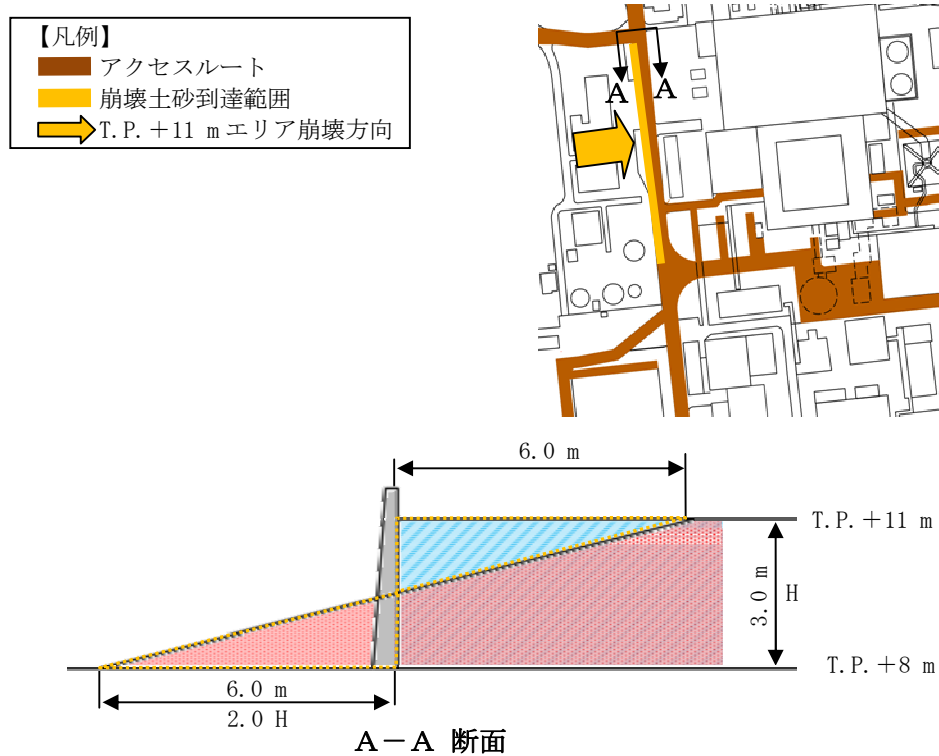 【凡例】
アクセスルート
崩壊土砂到達範囲
T.P.＋11 m エリア崩壊方向
A A
6.0 m
T.P.＋11 m
3.0 m
H
T.P.＋8 m
6.0 m
2.0 H
A－A 断面